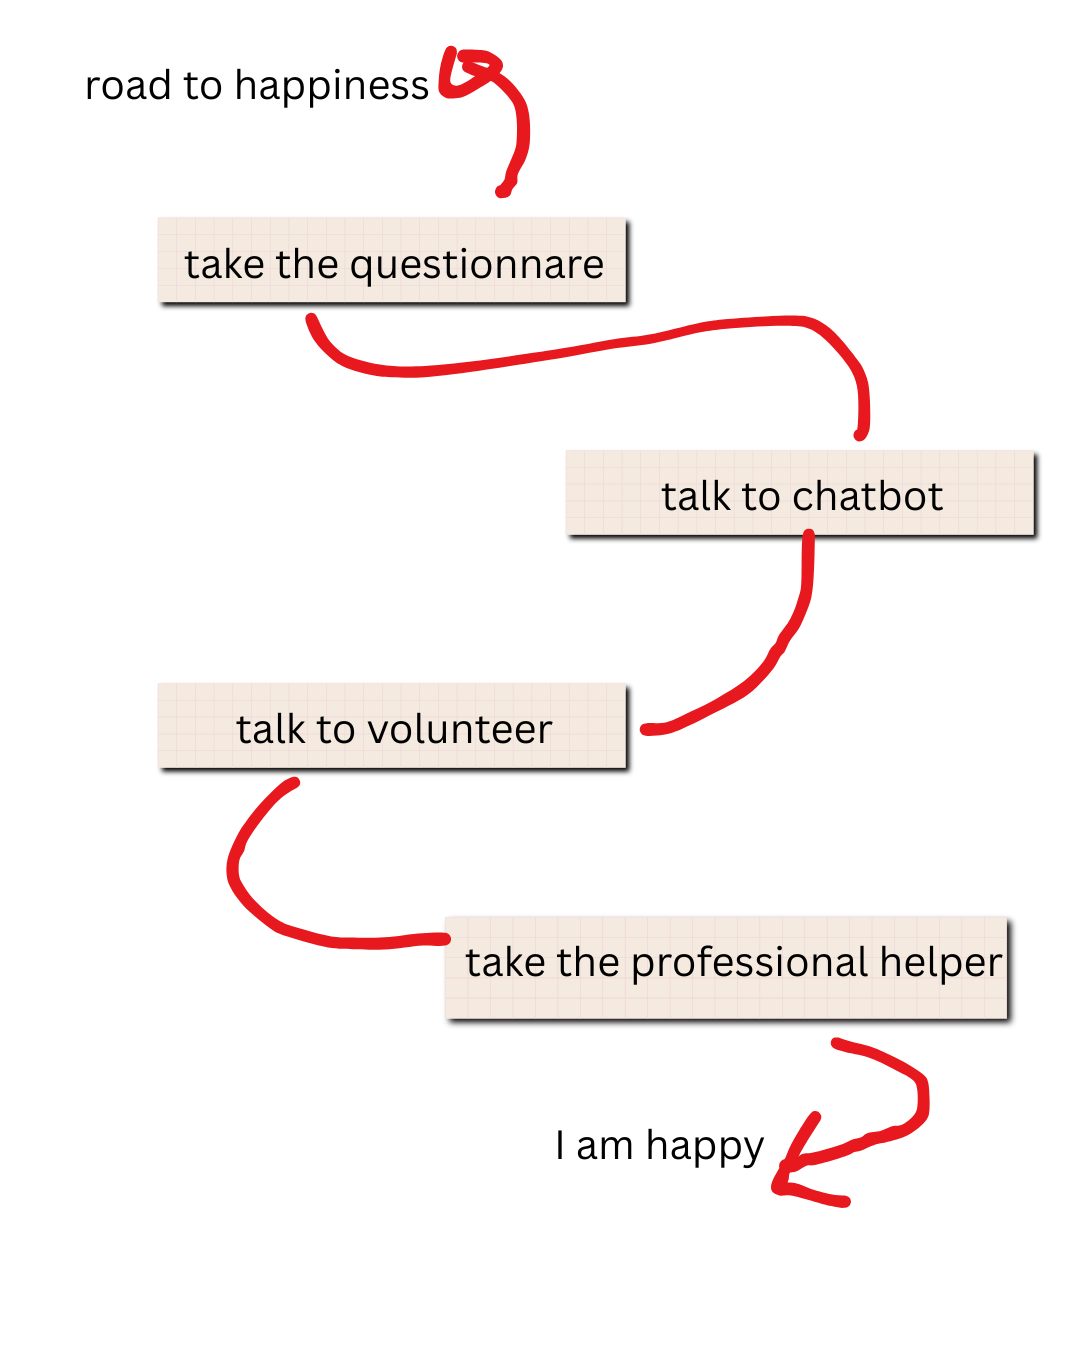 road to happiness
take the questionnare
talk to chatbot
talk to volunteer
take the professional helper
I am happy